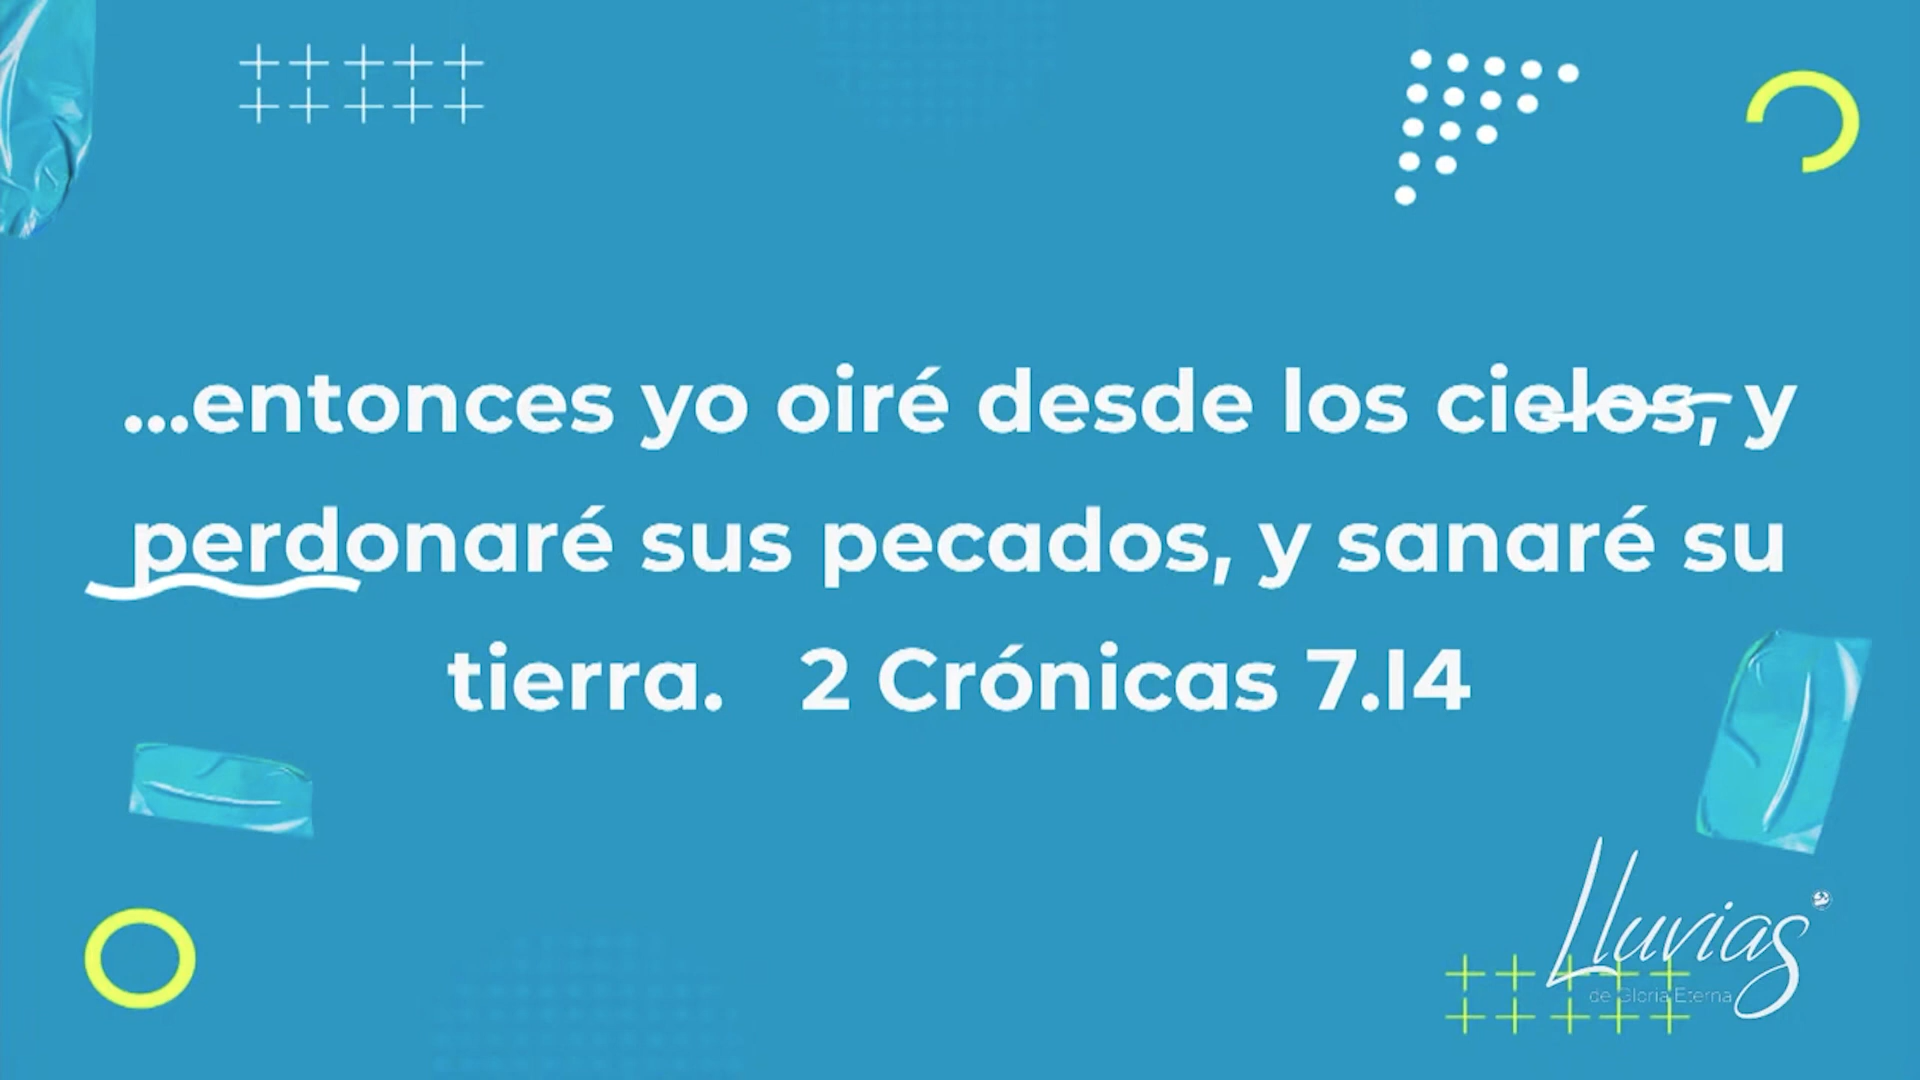 ...entonces yo oiré desde los cielos, y
perdonaré sus pecados, y sanaré su
tierra. 2 Crónicas 7.14
Lluvias
de Gloria Eterna